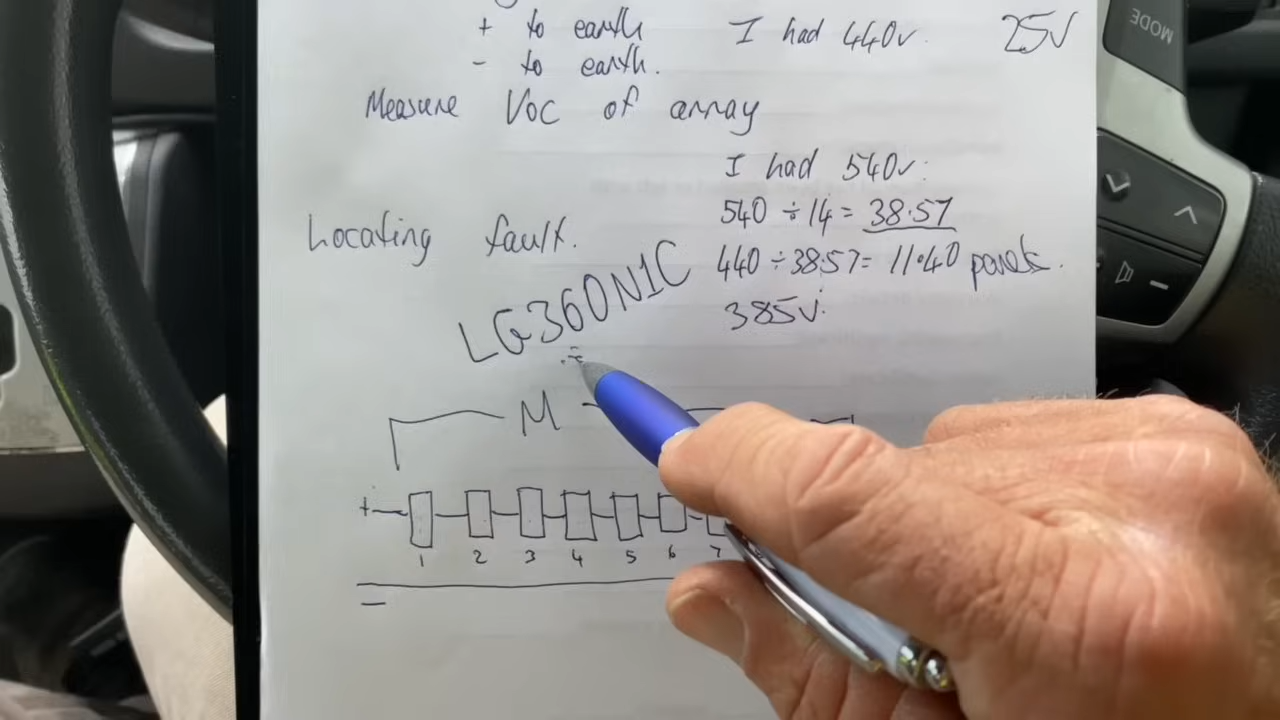 + to earth I had 440v. 25V
- to earth.
Measure Voc of array
I had 540v.
540 ÷ 14 = 38.57
Locating fault.
440 ÷ 38.57 = 11.40 panels.
LG360N1C
385v.
M
+
1 2 3 4 5 6 7
-
MODE